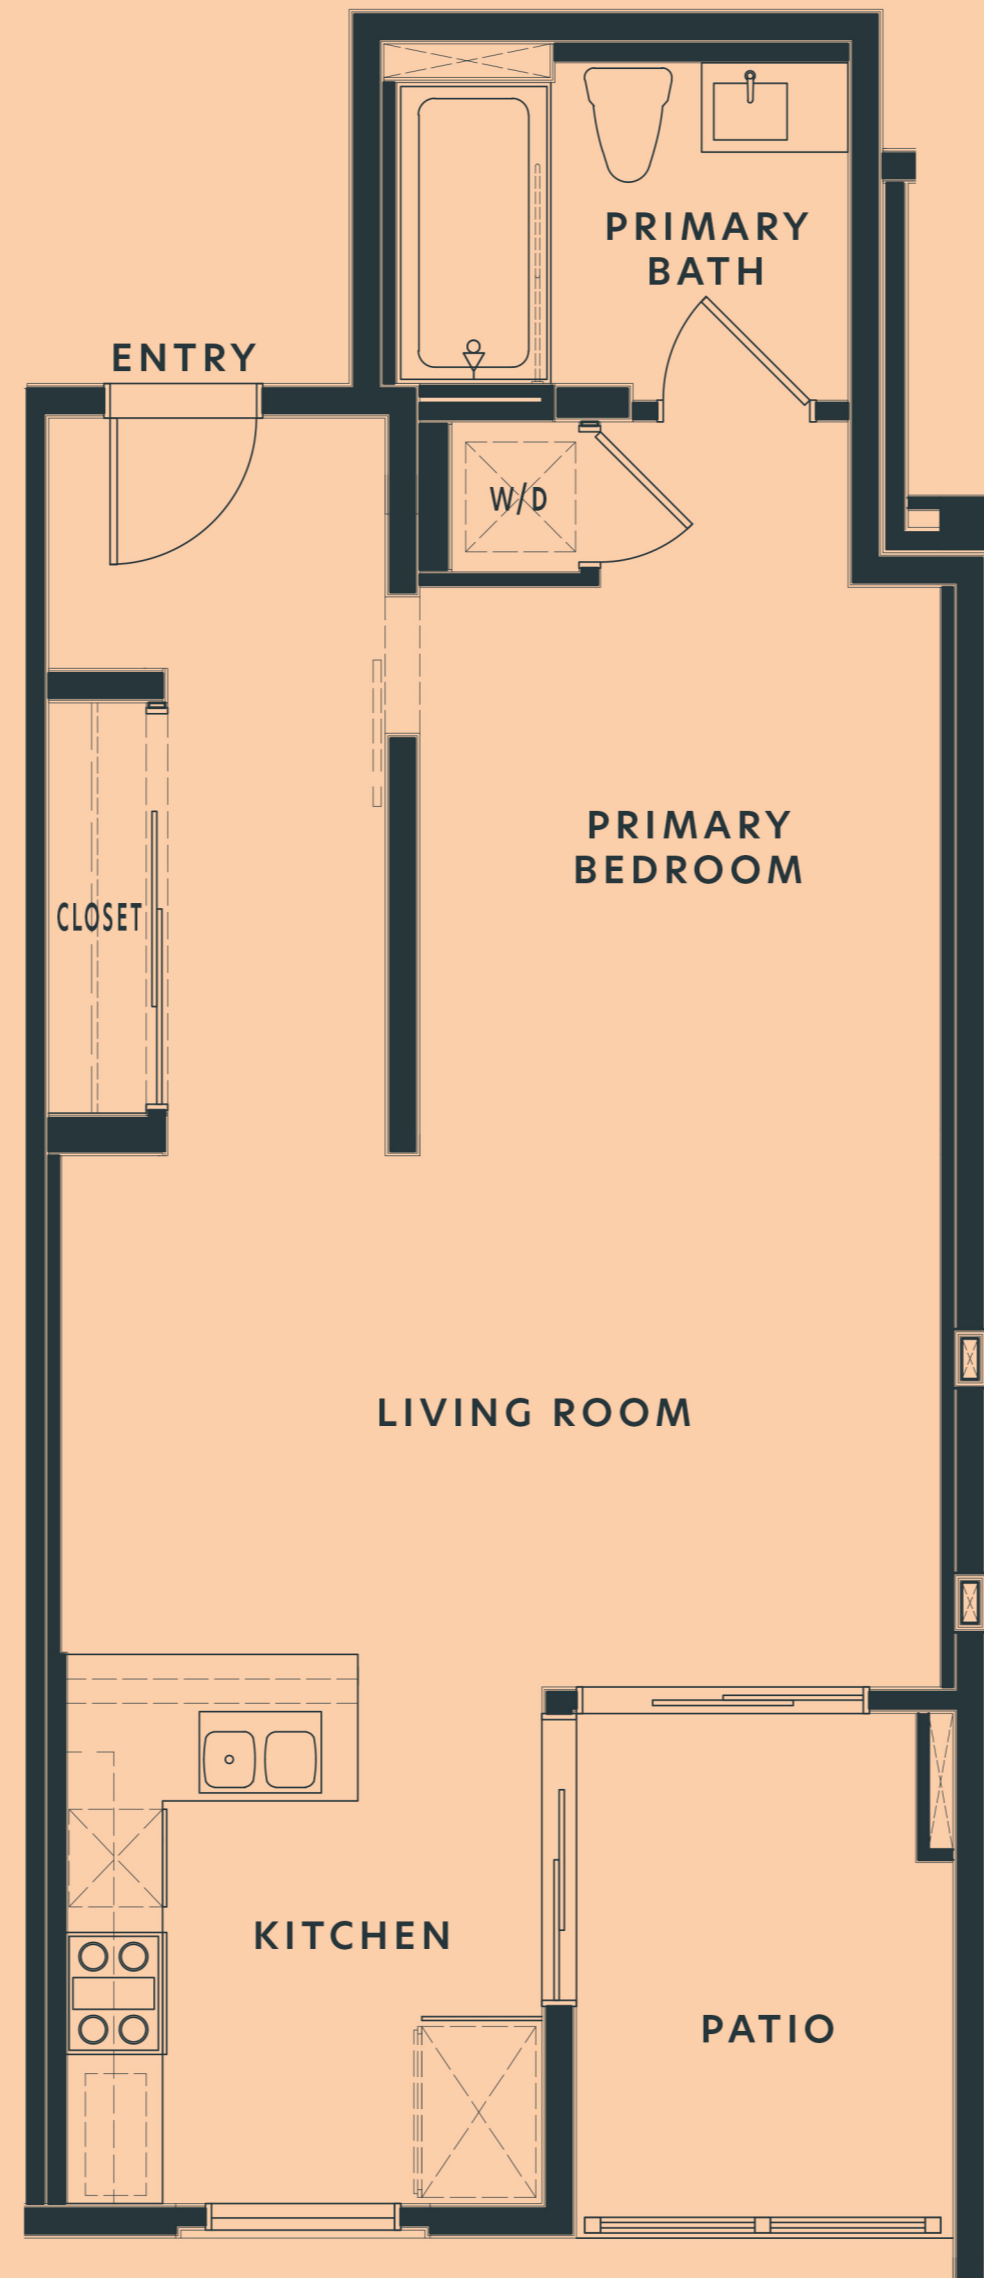 PRIMARY
BATH
ENTRY
W/D
PRIMARY
BEDROOM
CLOSET
LIVING ROOM
KITCHEN
PATIO